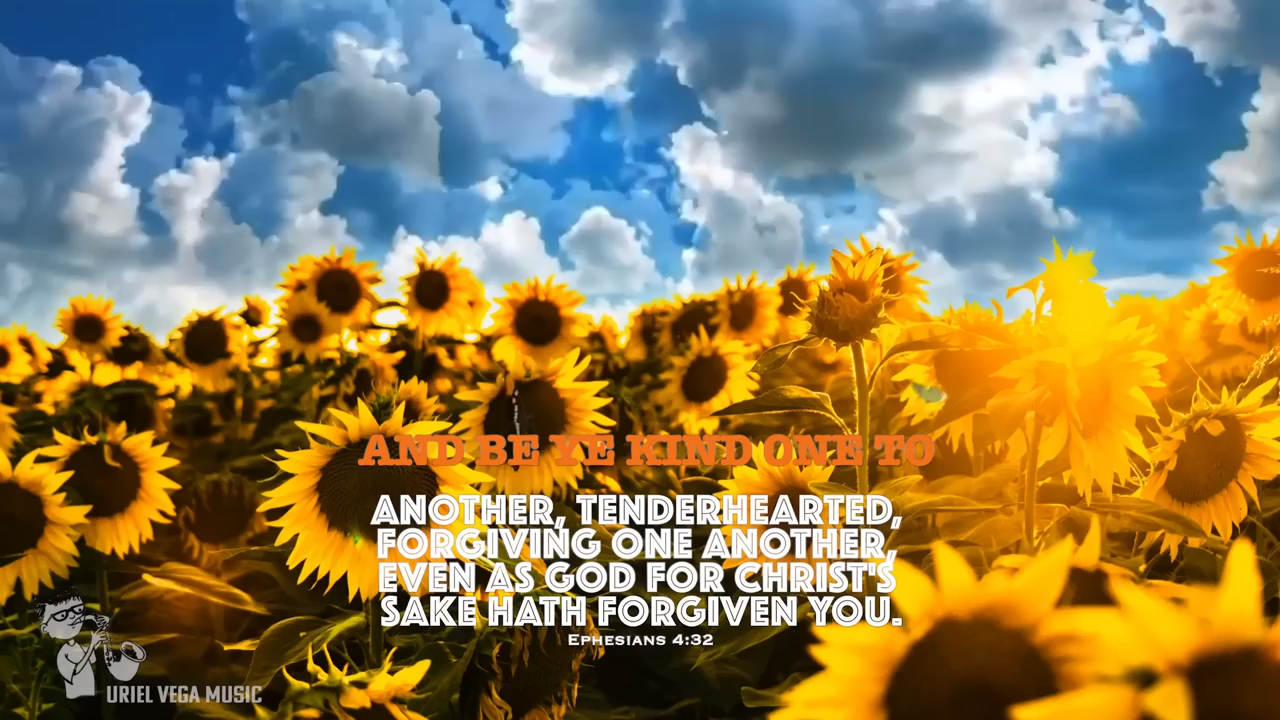 AND BE YE KIND ONE TO
ANOTHER, TENDERHEARTED,
FORGIVING ONE ANOTHER,
EVEN AS GOD FOR CHRIST'S
SAKE HATH FORGIVEN YOU.
EPHESIANS 4:32
URIEL VEGA MUSIC